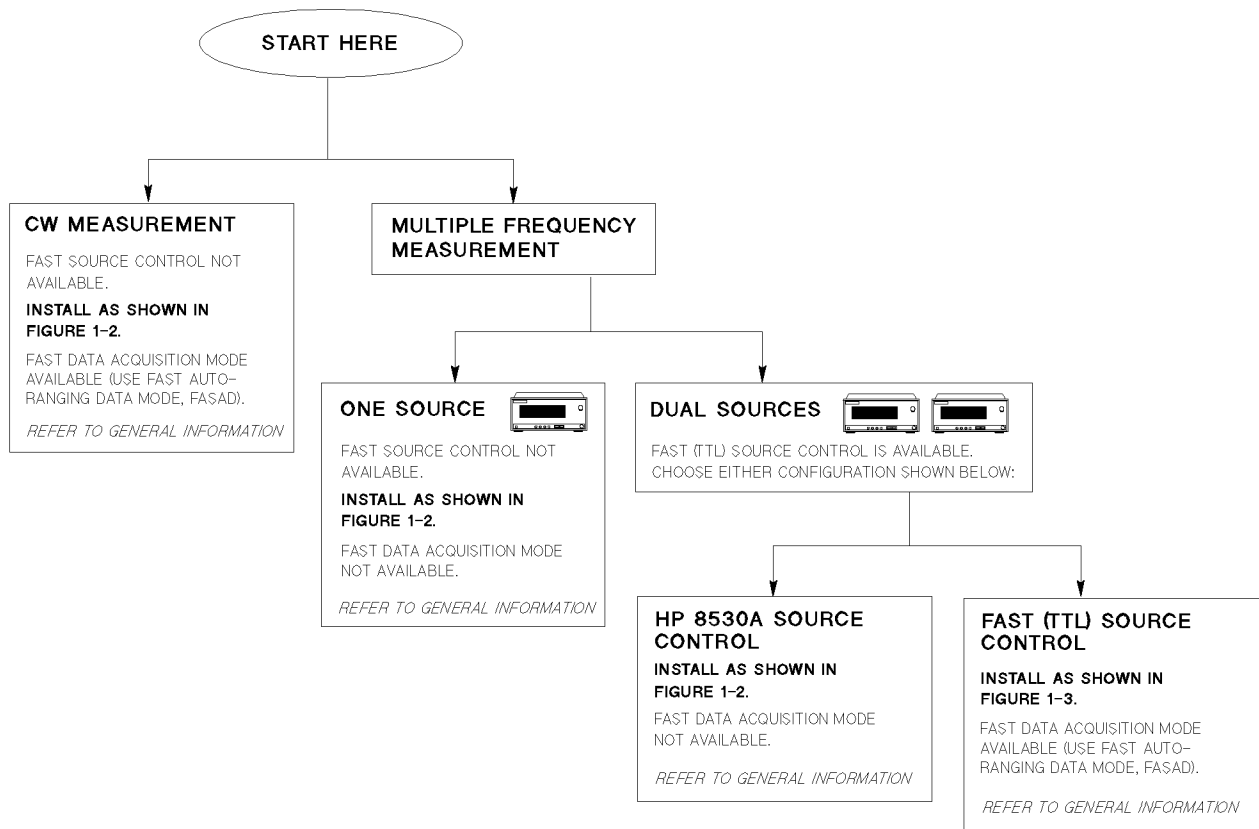 START HERE
CW MEASUREMENT
FAST SOURCE CONTROL NOT
AVAILABLE.
INSTALL AS SHOWN IN
FIGURE 1-2.
FAST DATA ACQUISITION MODE
AVAILABLE (USE FAST AUTO-
RANGING DATA MODE, FASAD).
REFER TO GENERAL INFORMATION
MULTIPLE FREQUENCY
MEASUREMENT
ONE SOURCE
FAST SOURCE CONTROL NOT
AVAILABLE.
INSTALL AS SHOWN IN
FIGURE 1-2.
FAST DATA ACQUISITION MODE
NOT AVAILABLE.
REFER TO GENERAL INFORMATION
DUAL SOURCES
FAST (TTL) SOURCE CONTROL IS AVAILABLE.
CHOOSE EITHER CONFIGURATION SHOWN BELOW:
HP 8530A SOURCE
CONTROL
INSTALL AS SHOWN IN
FIGURE 1-2.
FAST DATA ACQUISITION MODE
NOT AVAILABLE.
REFER TO GENERAL INFORMATION
FAST (TTL) SOURCE
CONTROL
INSTALL AS SHOWN IN
FIGURE 1-3.
FAST DATA ACQUISITION MODE
AVAILABLE (USE FAST AUTO-
RANGING DATA MODE, FASAD).
REFER TO GENERAL INFORMATION